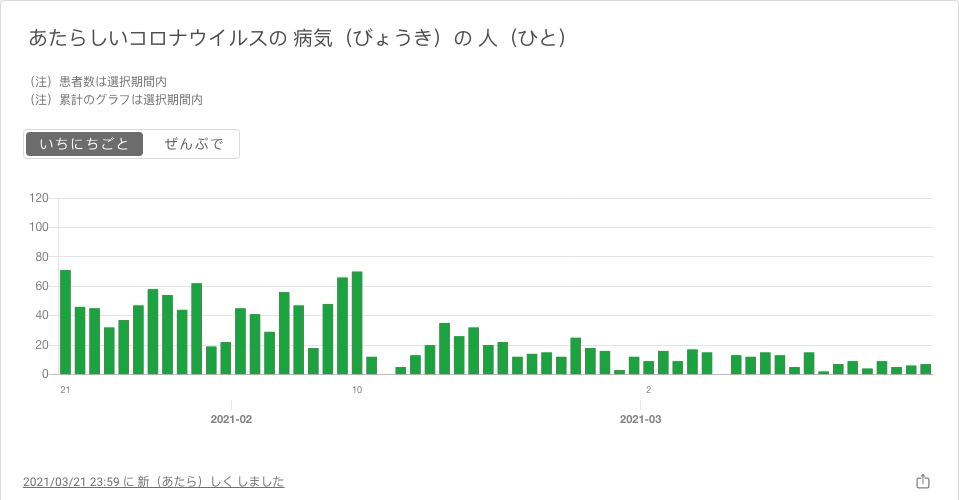 あたらしいコロナウイルスの 病気（びょうき）の 人（ひと）
（注）患者数は選択期間内
（注）累計のグラフは選択期間内
いちにちごと ぜんぶで
120
100
80
60
40
20
0
21 10 2
2021-02 2021-03
2021/03/21 23:59 に 新（あたら）しく しました